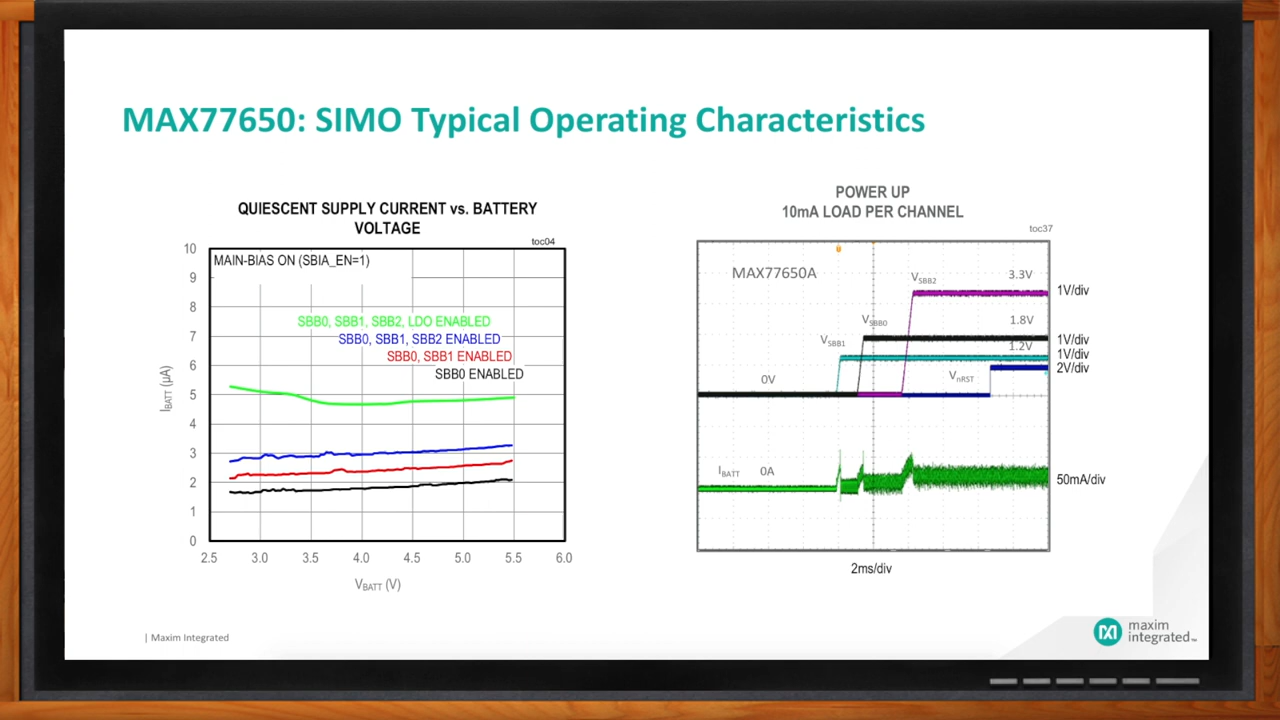 MAX77650: SIMO Typical Operating Characteristics
QUIESCENT SUPPLY CURRENT vs. BATTERY
VOLTAGE
toc04
MAIN-BIAS ON (SBIA_EN=1)
SBB0, SBB1, SBB2, LDO ENABLED
SBB0, SBB1, SBB2 ENABLED
SBB0, SBB1 ENABLED
SBB0 ENABLED
10
9
8
7
6
5
4
3
2
1
0
IBATT (µA)
2.5 3.0 3.5 4.0 4.5 5.0 5.5 6.0
VBATT (V)
POWER UP
10mA LOAD PER CHANNEL
toc37
MAX77650A
VSBB2 3.3V
1V/div
VSBB0 1.8V
1V/div
VSBB1 1.2V
1V/div
0V VnRST
2V/div
IBATT 0A
50mA/div
2ms/div
| Maxim Integrated
maxim
integrated™